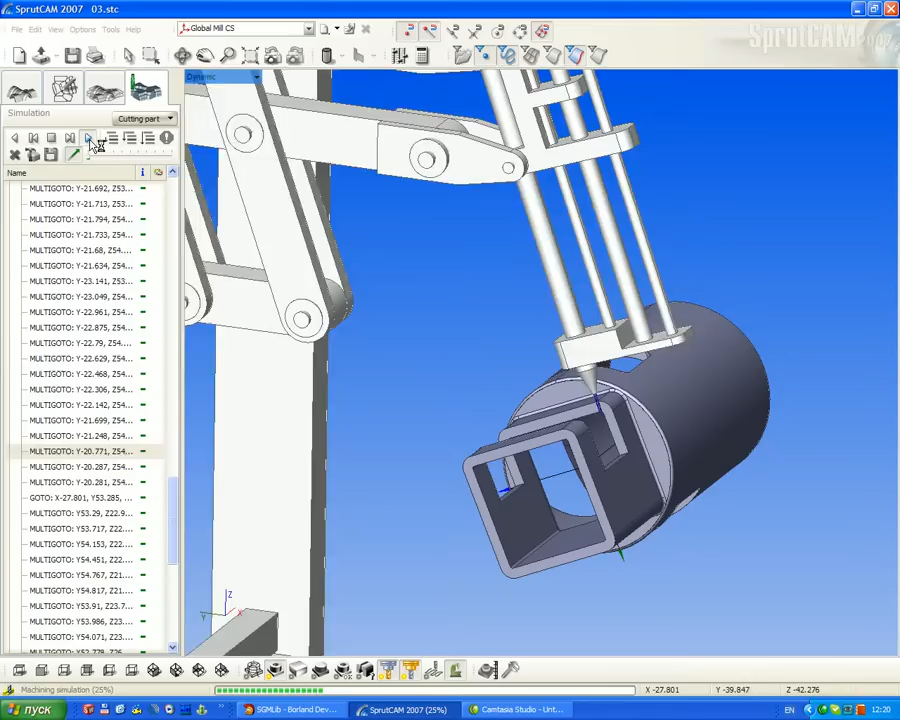 SprutCAM 2007 03.stc
File Edit View Options Tools Help
Global Mill CS
SprutCAM 2007
Dynamic
Simulation
Cutting part
Name
MULTIGOTO: Y-21.692, Z53...
MULTIGOTO: Y-21.713, Z53...
MULTIGOTO: Y-21.794, Z54...
MULTIGOTO: Y-21.733, Z54...
MULTIGOTO: Y-21.68, Z54....
MULTIGOTO: Y-21.634, Z54...
MULTIGOTO: Y-23.141, Z53...
MULTIGOTO: Y-23.049, Z54...
MULTIGOTO: Y-22.961, Z54...
MULTIGOTO: Y-22.875, Z54...
MULTIGOTO: Y-22.79, Z54....
MULTIGOTO: Y-22.629, Z54...
MULTIGOTO: Y-22.468, Z54...
MULTIGOTO: Y-22.306, Z54...
MULTIGOTO: Y-22.142, Z54...
MULTIGOTO: Y-21.699, Z54...
MULTIGOTO: Y-21.248, Z54...
MULTIGOTO: Y-20.771, Z54...
MULTIGOTO: Y-20.287, Z54...
MULTIGOTO: Y-20.281, Z54...
GOTO: X-27.801, Y53.285, ...
MULTIGOTO: Y53.29, Z22.9...
MULTIGOTO: Y53.717, Z22....
MULTIGOTO: Y54.153, Z22....
MULTIGOTO: Y54.451, Z22....
MULTIGOTO: Y54.767, Z21....
MULTIGOTO: Y54.817, Z21....
MULTIGOTO: Y53.91, Z23.7...
MULTIGOTO: Y53.986, Z23....
MULTIGOTO: Y54.071, Z23....
MULTIGOTO: Y52.778, Z26....
Z
Y
X
Machining simulation (25%)
X -27.801 Y -39.847 Z -42.276
пуск
SGMLib - Borland Dev...
SprutCAM 2007 (25%)
Camtasia Studio - Unt...
EN
12:20